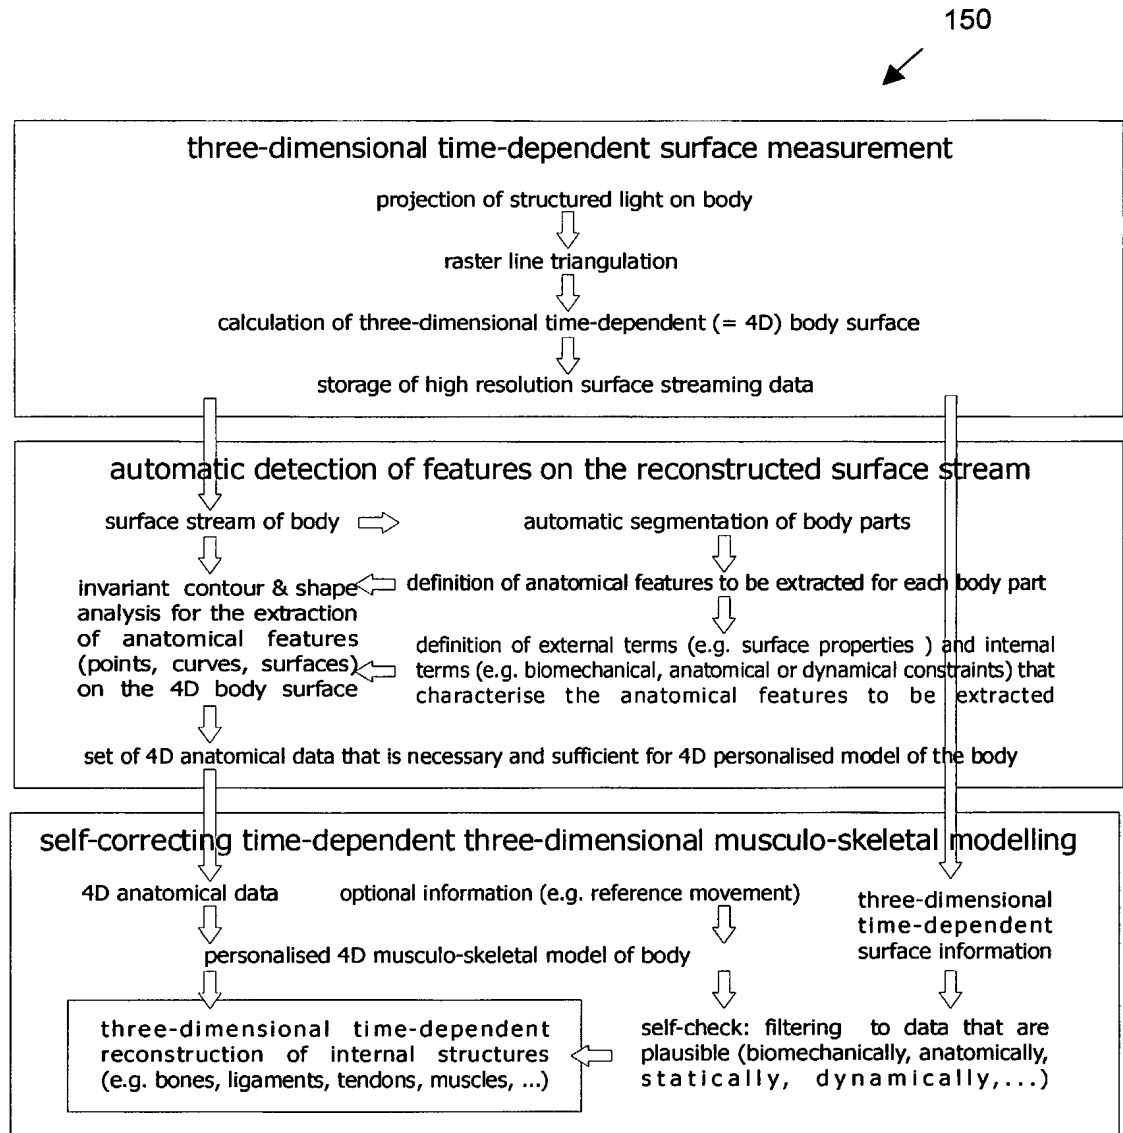 150
three-dimensional time-dependent surface measurement
projection of structured light on body
raster line triangulation
calculation of three-dimensional time-dependent (= 4D) body surface
storage of high resolution surface streaming data
automatic detection of features on the reconstructed surface stream
surface stream of body
automatic segmentation of body parts
invariant contour & shape
analysis for the extraction
of anatomical features
(points, curves, surfaces)
on the 4D body surface
definition of anatomical features to be extracted for each body part
definition of external terms (e.g. surface properties ) and internal
terms (e.g. biomechanical, anatomical or dynamical constraints) that
characterise the anatomical features to be extracted
set of 4D anatomical data that is necessary and sufficient for 4D personalised model of the body
self-correcting time-dependent three-dimensional musculo-skeletal modelling
4D anatomical data
optional information (e.g. reference movement)
three-dimensional
time-dependent
surface information
personalised 4D musculo-skeletal model of body
three-dimensional time-dependent
reconstruction of internal structures
(e.g. bones, ligaments, tendons, muscles, ...)
self-check: filtering to data that are
plausible (biomechanically, anatomically,
statically, dynamically,...)